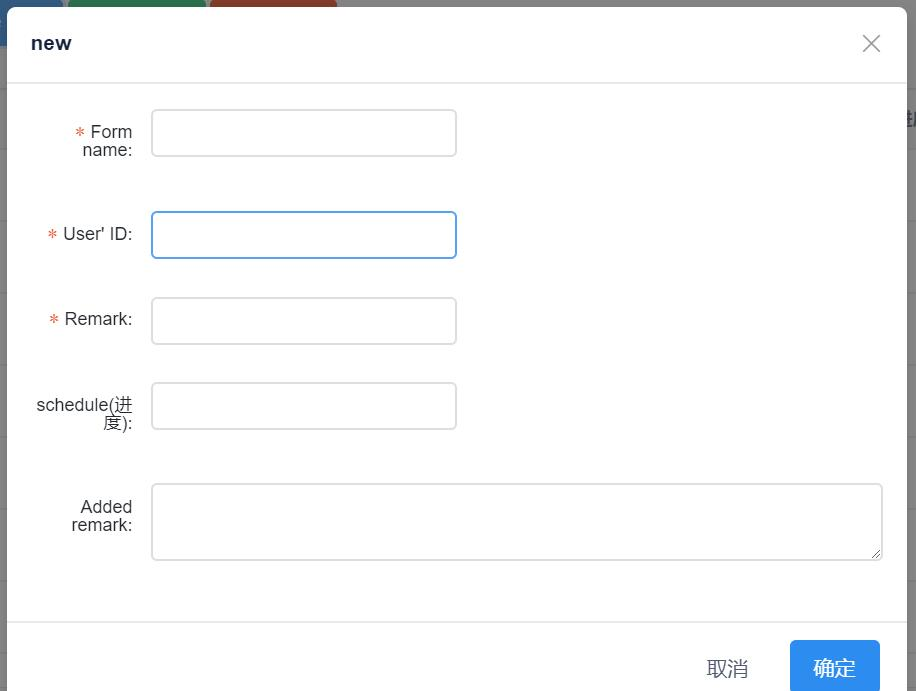 new
* Form
name:
* User' ID:
* Remark:
schedule(进
度):
Added
remark:
取消
确定